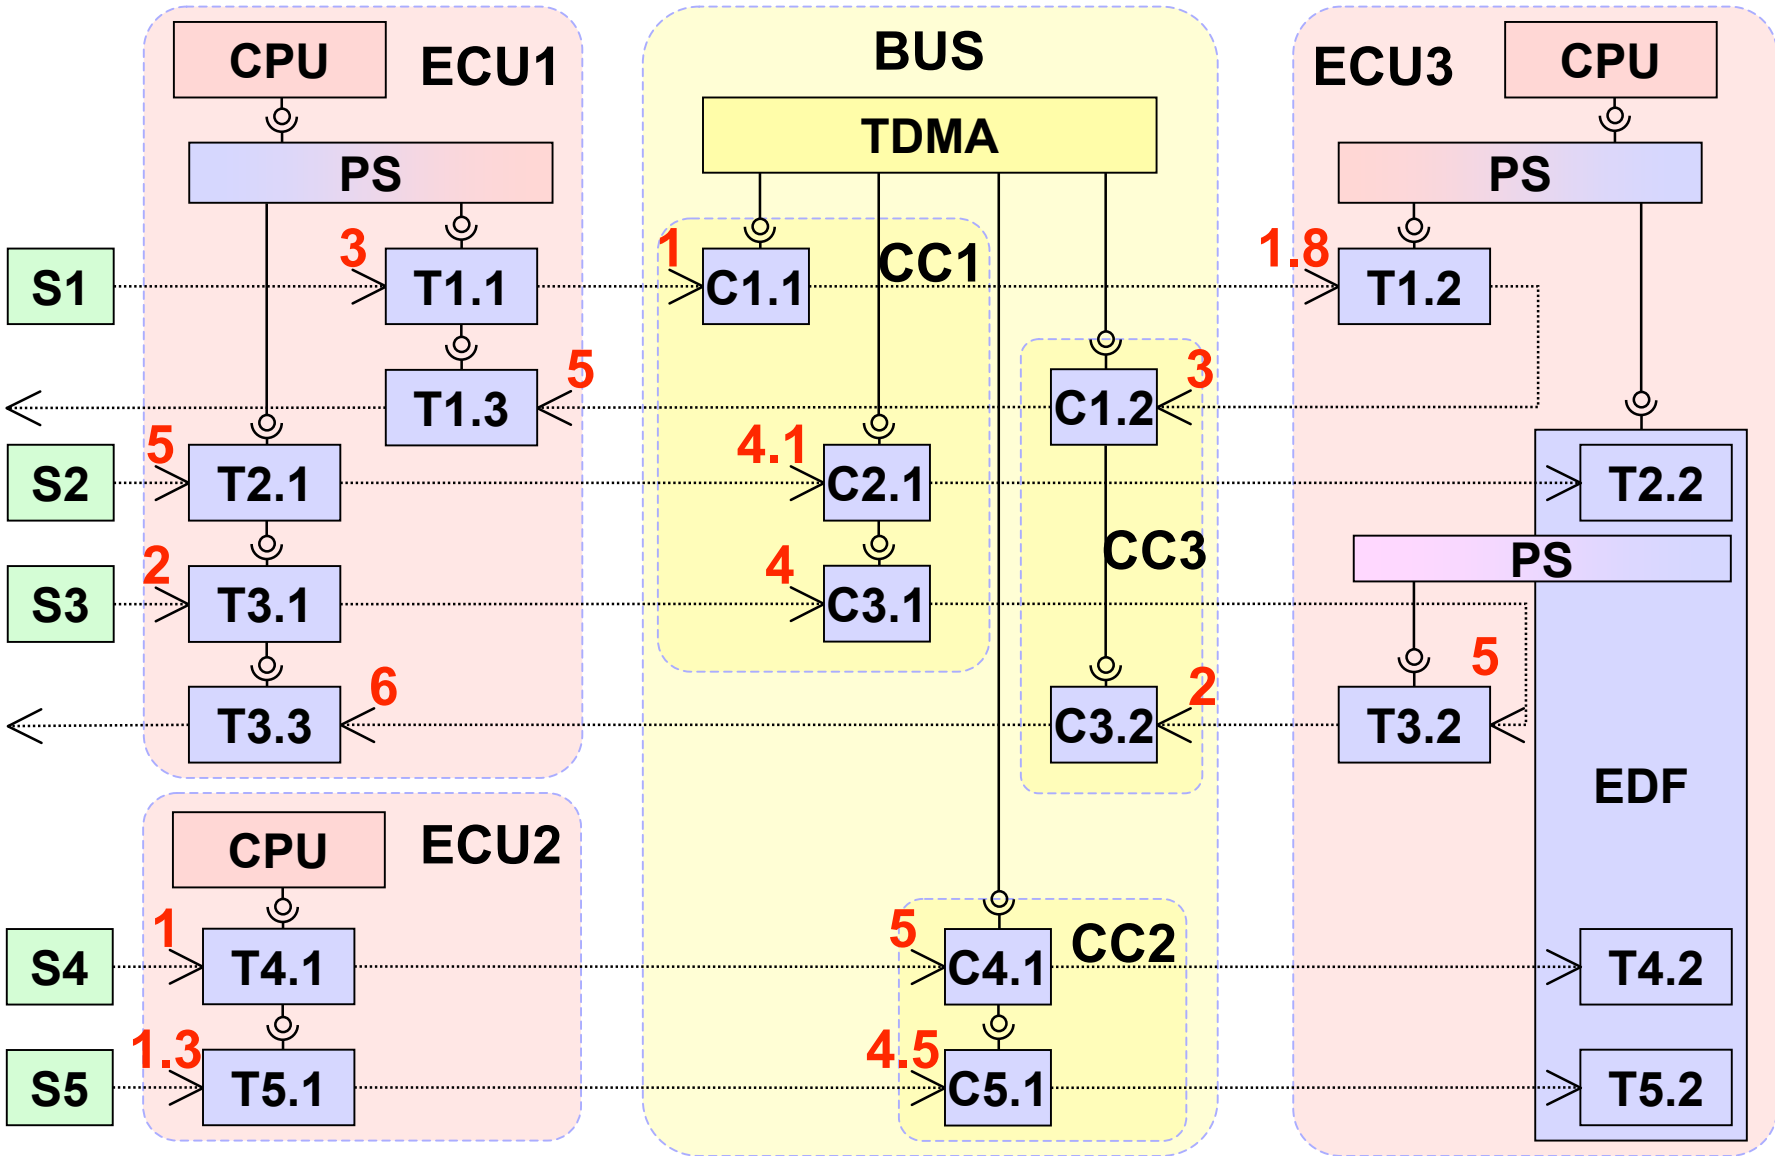 CPU
ECU1
PS
BUS
TDMA
ECU3
CPU
PS
S1
3
T1.1
1
C1.1
CC1
1.8
T1.2
T1.3
5
C1.2
3
S2
5
T2.1
4.1
C2.1
T2.2
CC3
PS
S3
2
T3.1
4
C3.1
5
T3.3
6
C3.2
2
T3.2
EDF
CPU
ECU2
S4
1
T4.1
5
C4.1
CC2
T4.2
S5
1.3
T5.1
4.5
C5.1
T5.2